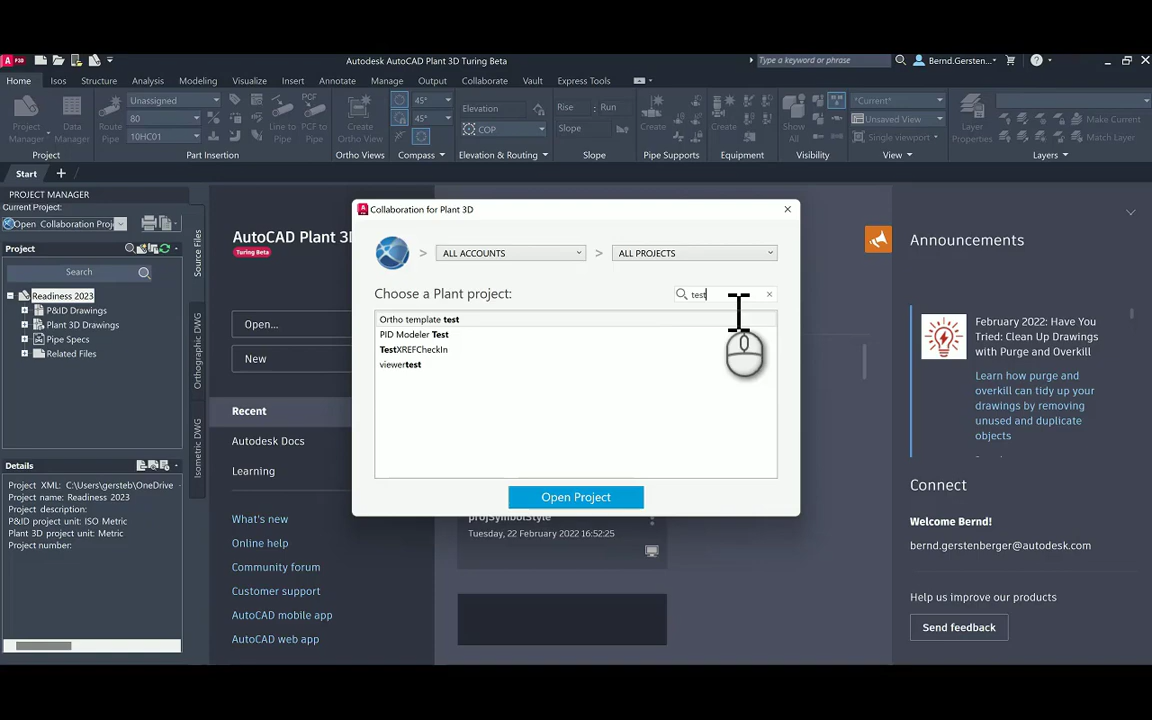 A P3D
Autodesk AutoCAD Plant 3D Turing Beta
Type a keyword or phrase
Bernd.Gersten...
Home Isos Structure Analysis Modeling Visualize Insert Annotate Manage Output Collaborate Vault Express Tools
Project Manager
Data Manager
Route Pipe
Unassigned
80
10HC01
Line to Pipe
PCF to Pipe
Create Ortho View
45°
45°
Elevation
COP
Rise
Run
Slope
Create
Create
Show All
*Current*
Unsaved View
Single viewport
Layer Properties
Make Current
Match Layer
Project
Part Insertion
Ortho Views
Compass
Elevation & Routing
Slope
Pipe Supports
Equipment
Visibility
View
Layers
Start
PROJECT MANAGER
Current Project:
Open Collaboration Proj
Project
Search
Readiness 2023
P&ID Drawings
Plant 3D Drawings
Pipe Specs
Related Files
Source Files
Orthographic DWG
Isometric DWG
Details
Project XML: C:\Users\gersteb\OneDrive
Project name: Readiness 2023
Project description:
P&ID project unit: ISO Metric
Plant 3D project unit: Metric
Project number:
AutoCAD Plant 3D
Turing Beta
Open...
New
Recent
Autodesk Docs
Learning
What's new
Online help
Community forum
Customer support
AutoCAD mobile app
AutoCAD web app
Collaboration for Plant 3D
> ALL ACCOUNTS > ALL PROJECTS
Choose a Plant project:
test
Ortho template test
PID Modeler Test
TestXREFCheckIn
viewertest
Open Project
projSymbolStyle
Tuesday, 22 February 2022 16:52:25
Announcements
February 2022: Have You
Tried: Clean Up Drawings
with Purge and Overkill
Learn how purge and
overkill can tidy up your
drawings by removing
unused and duplicate
objects
Connect
Welcome Bernd!
bernd.gerstenberger@autodesk.com
Help us improve our products
Send feedback